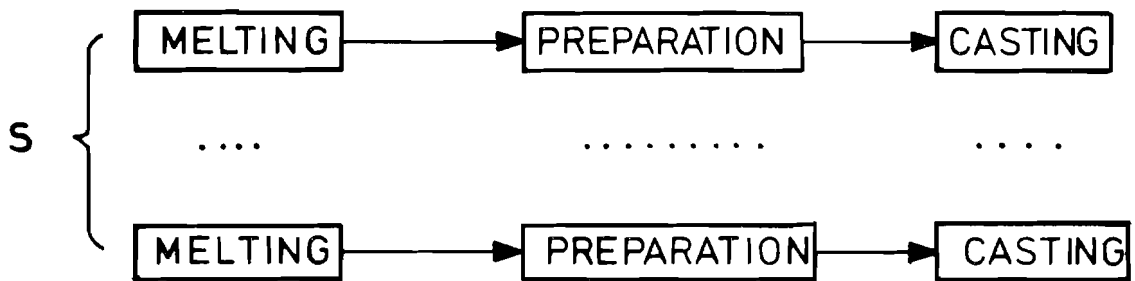 MELTING PREPARATION CASTING
S .... ......... ....
MELTING PREPARATION CASTING